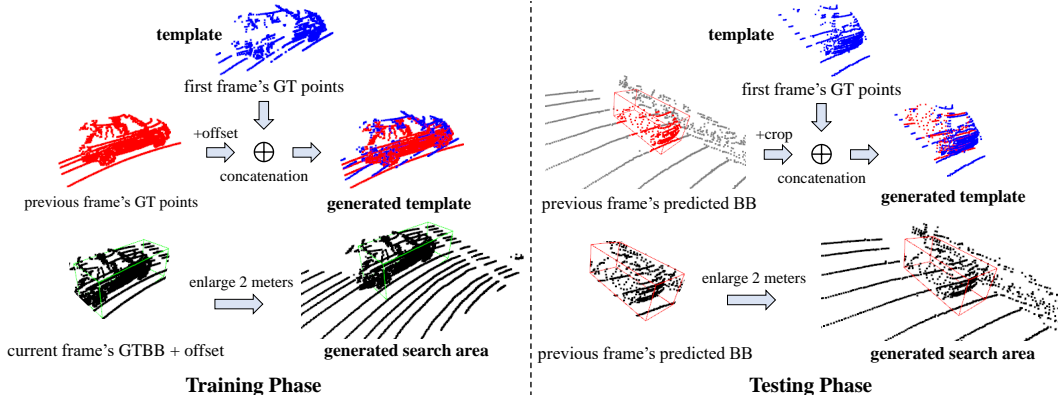 template
first frame's GT points
+offset
concatenation
previous frame's GT points
generated template
enlarge 2 meters
current frame's GTBB + offset
generated search area
Training Phase
template
first frame's GT points
+crop
concatenation
previous frame's predicted BB
generated template
enlarge 2 meters
previous frame's predicted BB
generated search area
Testing Phase